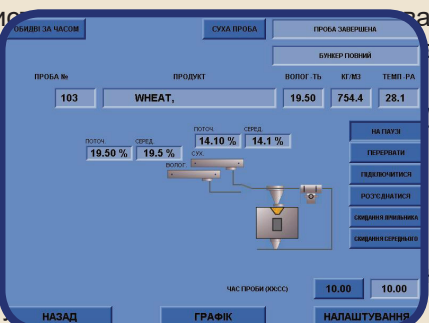 ОБИДВІ ЗА ЧАСОМ
СУХА ПРОБА
ПРОБА ЗАВЕРШЕНА
БУНКЕР ПОВНИЙ
ПРОБА № ПРОДУКТ ВОЛОГ-ТЬ КГ/М3 ТЕМП-РА
103 WHEAT, 19.50 754.4 28.1
ПОТОЧ. СЕРЕД.
14.10 % 14.1 %
ПОТОЧ. СЕРЕД. СУХ.
19.50 % 19.5 %
ВОЛОГ
НА ПАУЗІ
ПЕРЕРВАТИ
ПІДКЛЮЧИТИСЯ
РОЗ'ЄДНАТИСЯ
СКИДАННЯ
СКИДАННЯ СЕРЕДНЬОГО
ЧАС ПРОБИ (ХХ:СС) 10.00 10.00
НАЗАД ГРАФІК НАЛАШТУВАННЯ